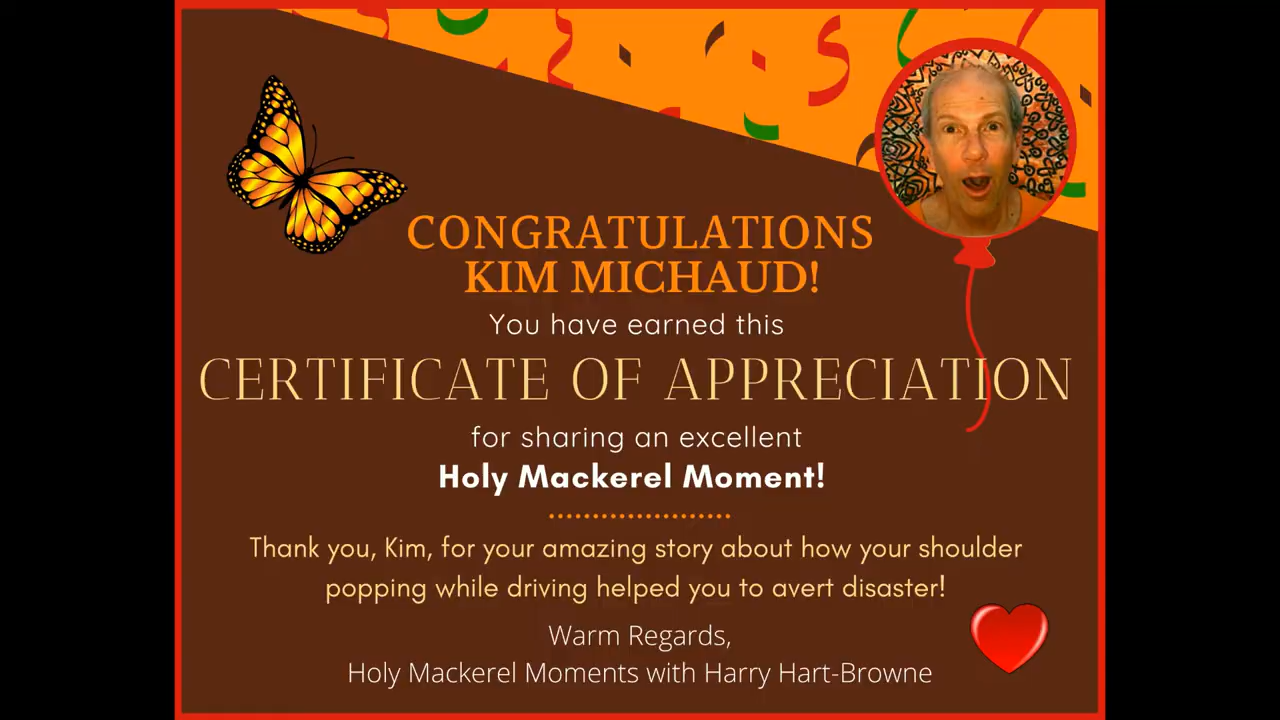 CONGRATULATIONS
KIM MICHAUD!
You have earned this
CERTIFICATE OF APPRECIATION
for sharing an excellent
Holy Mackerel Moment!
Thank you, Kim, for your amazing story about how your shoulder
popping while driving helped you to avert disaster!
Warm Regards,
Holy Mackerel Moments with Harry Hart-Browne